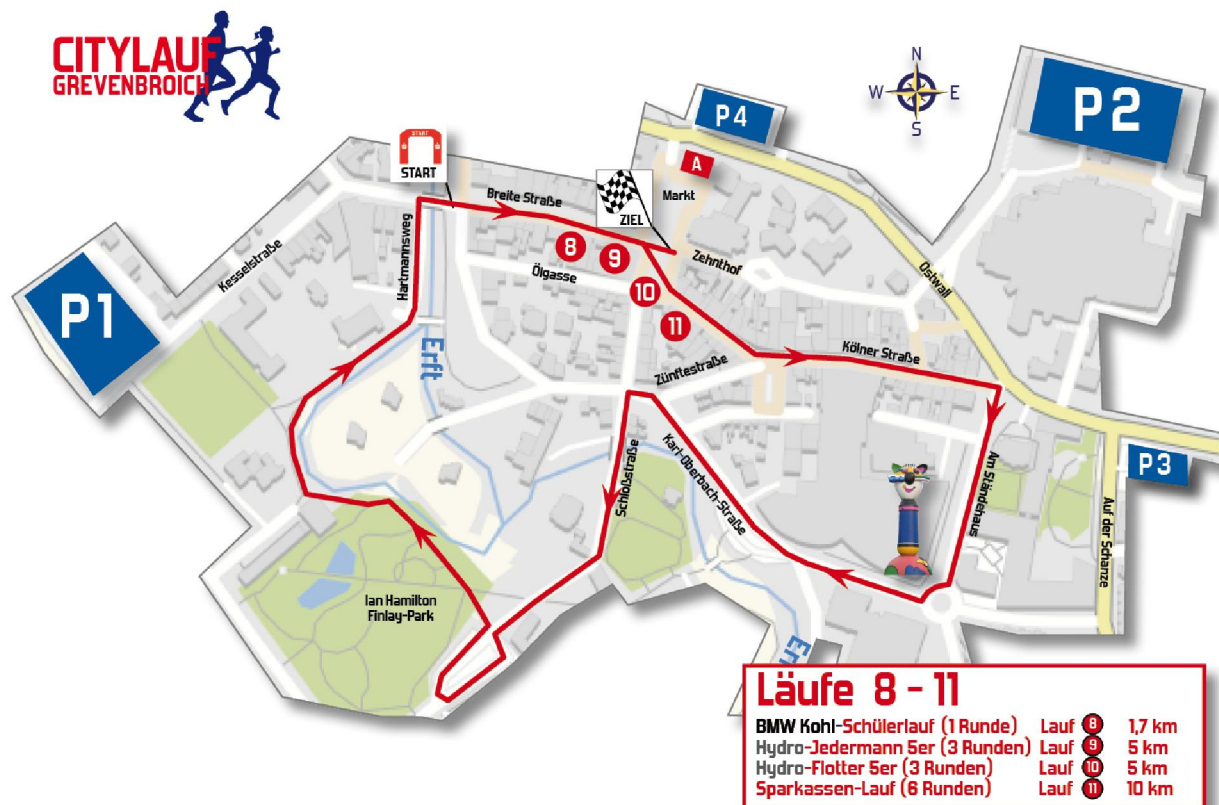 CITYLAUF
GREVENBROICH
N
W E
S
P4
P2
A
START
START
Breite Straße
ZIEL
Markt
Kesselstraße
Hartmannsweg
8
9
Ölgasse
Zehnthof
Ostwall
P1
10
11
Erft
Kölner Straße
Zünftestraße
Schloßstraße
Karl-Oberbach-Straße
Am Ständehaus
P3
Auf der Schanze
Ian Hamilton
Finlay-Park
Er
Läufe 8 - 11
BMW Kohl-Schülerlauf (1 Runde) Lauf 8 1,7 km
Hydro-Jedermann 5er (3 Runden) Lauf 9 5 km
Hydro-Flotter 5er (3 Runden) Lauf 10 5 km
Sparkassen-Lauf (6 Runden) Lauf 11 10 km